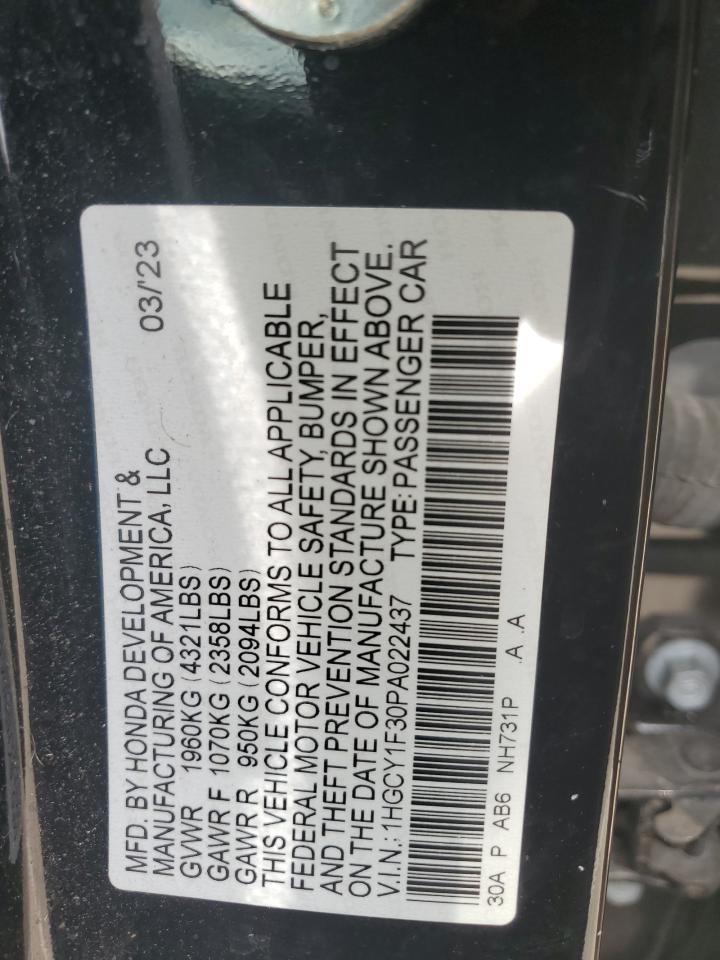 MFD. BY HONDA DEVELOPMENT &
MANUFACTURING OF AMERICA, LLC 03/'23
GVWR 1960KG (4321LBS)
GAWR F 1070KG (2358LBS)
GAWR R 950KG (2094LBS)
THIS VEHICLE CONFORMS TO ALL APPLICABLE
FEDERAL MOTOR VEHICLE SAFETY, BUMPER,
AND THEFT PREVENTION STANDARDS IN EFFECT
ON THE DATE OF MANUFACTURE SHOWN ABOVE.
V.I.N.: 1HGCY1F30PA022437 TYPE: PASSENGER CAR
30A P AB6 NH731P .A .A